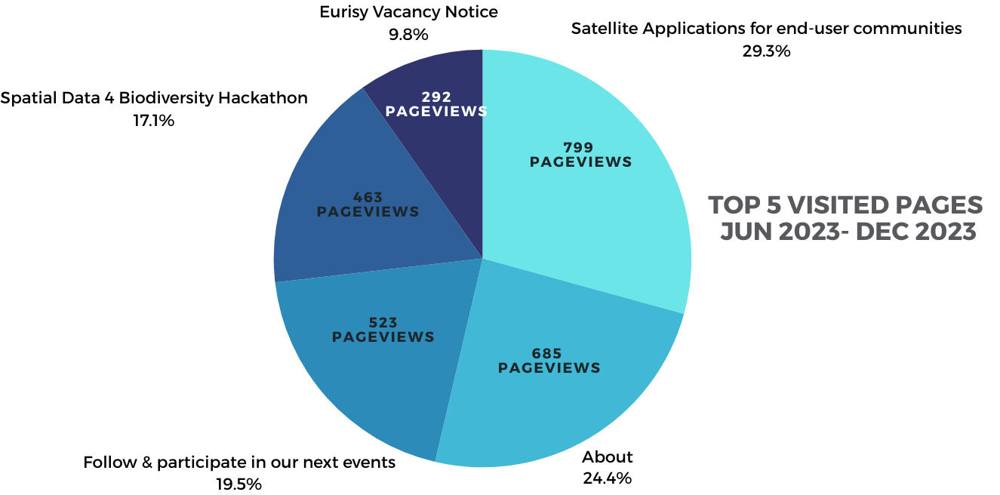 Eurisy Vacancy Notice
9.8%
Satellite Applications for end-user communities
29.3%
Spatial Data 4 Biodiversity Hackathon
17.1%
292
PAGEVIEWS
799
PAGEVIEWS
463
PAGEVIEWS
TOP 5 VISITED PAGES
JUN 2023- DEC 2023
523
PAGEVIEWS
685
PAGEVIEWS
Follow & participate in our next events
19.5%
About
24.4%